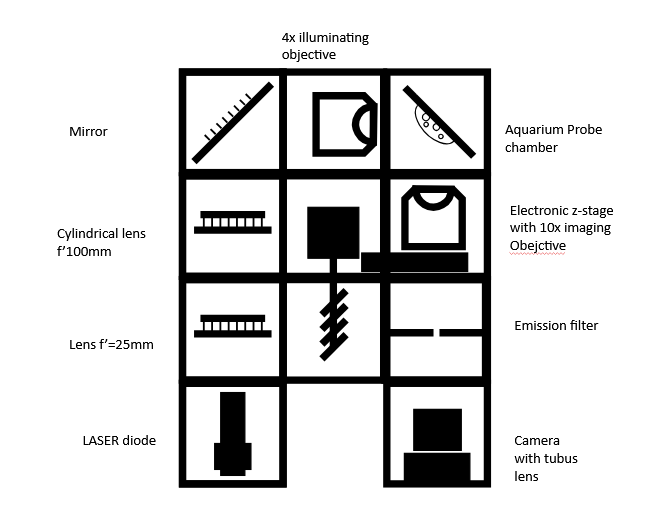 4x illuminating
objective
Mirror
Aquarium Probe
chamber
Cylindrical lens
f'100mm
Electronic z-stage
with 10x imaging
Objejctive
Lens f'=25mm
Emission filter
LASER diode
Camera
with tubus
lens